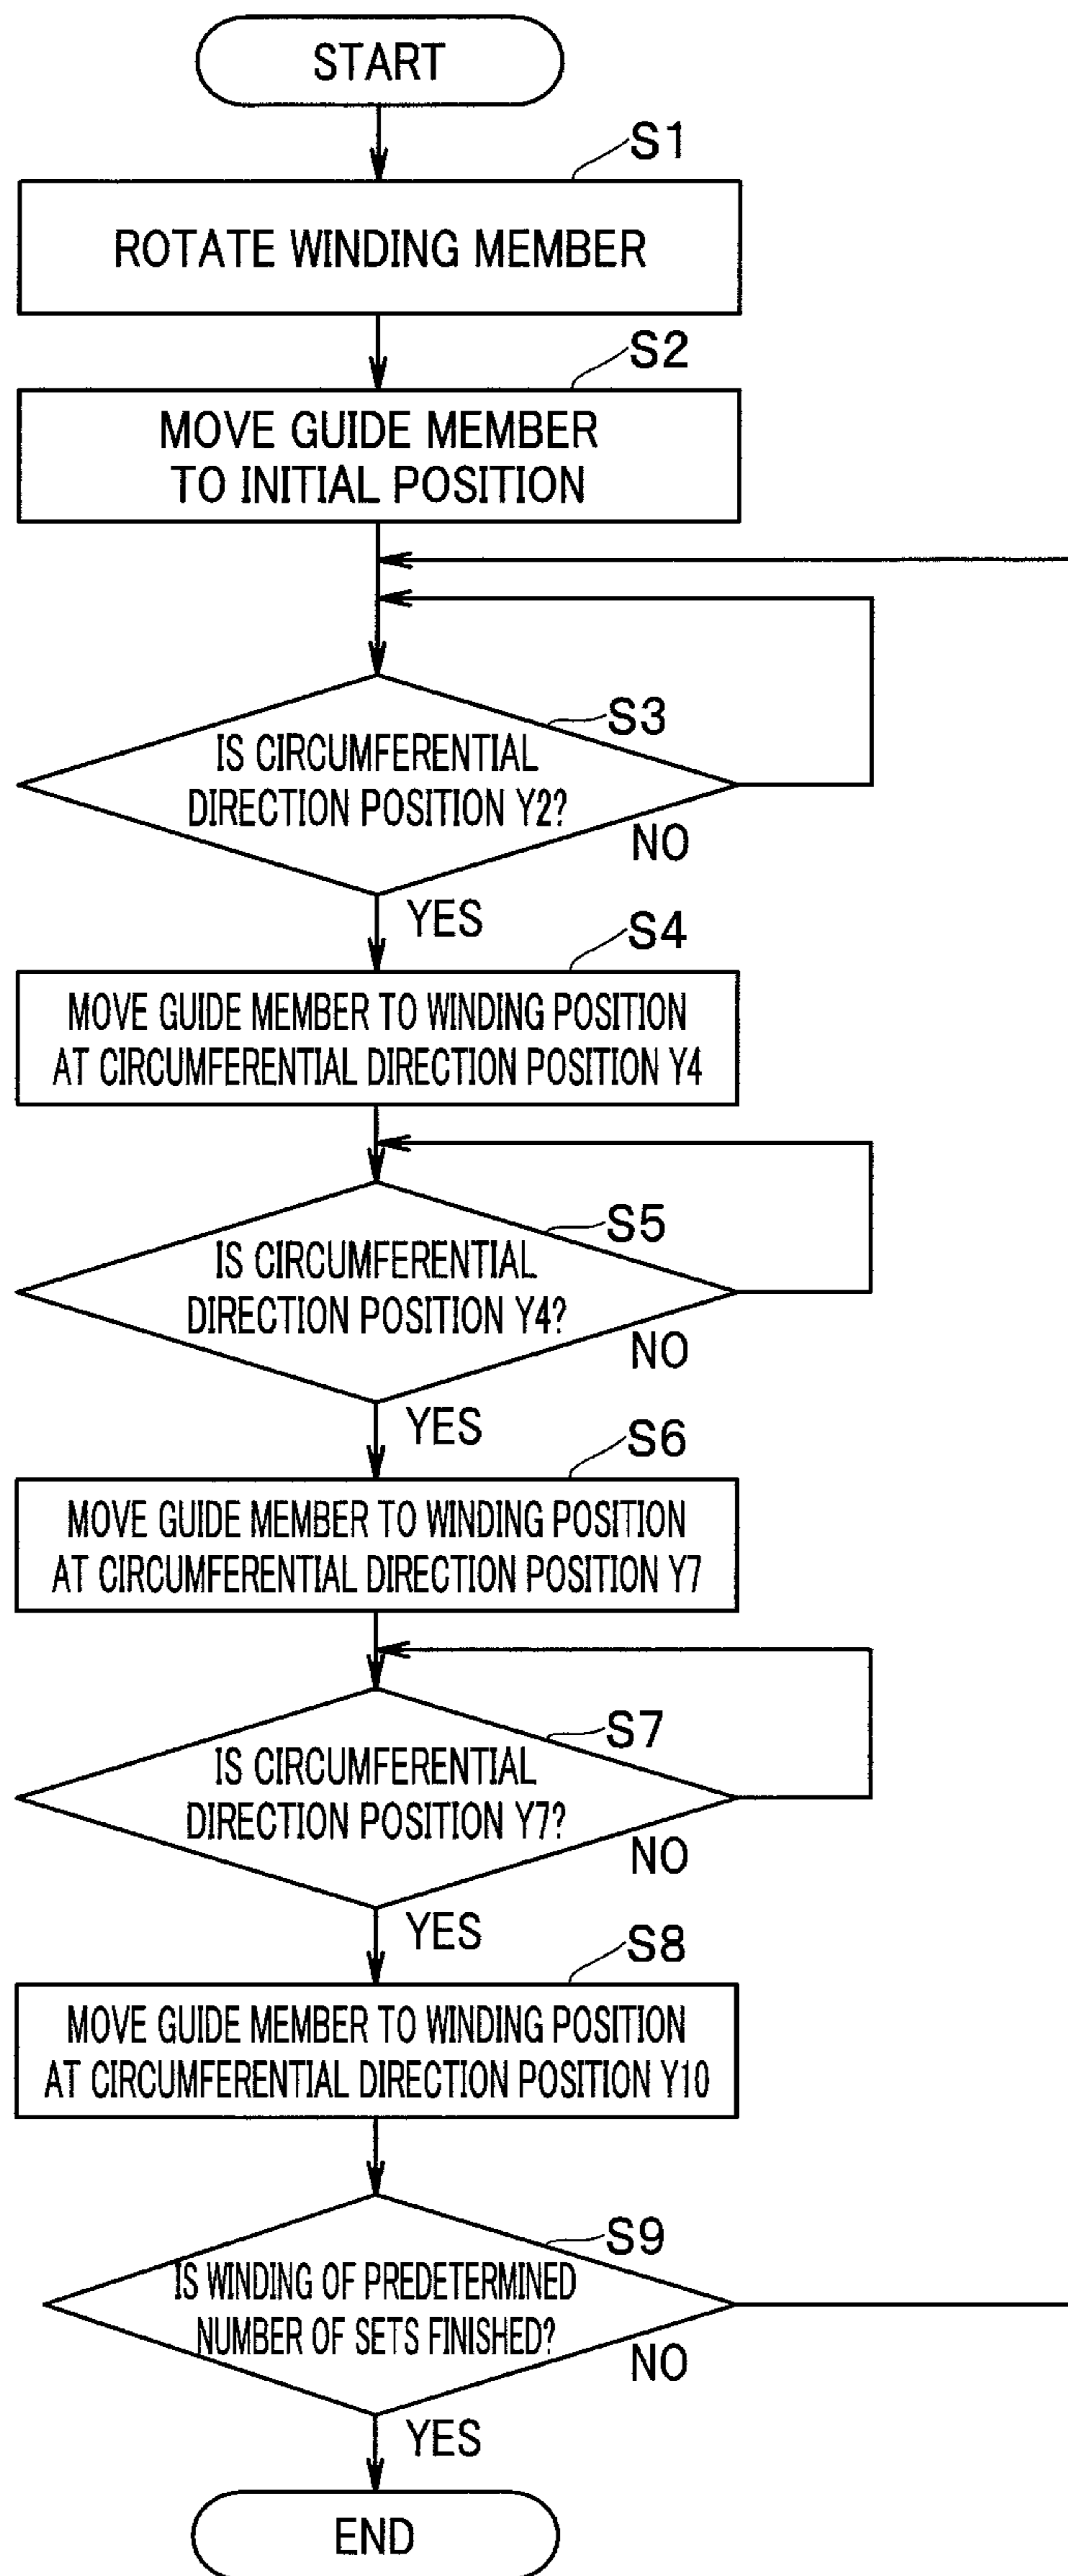 START
S1
ROTATE WINDING MEMBER
S2
MOVE GUIDE MEMBER
TO INITIAL POSITION
S3
IS CIRCUMFERENTIAL
DIRECTION POSITION Y2?
NO
YES
S4
MOVE GUIDE MEMBER TO WINDING POSITION
AT CIRCUMFERENTIAL DIRECTION POSITION Y4
S5
IS CIRCUMFERENTIAL
DIRECTION POSITION Y4?
NO
YES
S6
MOVE GUIDE MEMBER TO WINDING POSITION
AT CIRCUMFERENTIAL DIRECTION POSITION Y7
S7
IS CIRCUMFERENTIAL
DIRECTION POSITION Y7?
NO
YES
S8
MOVE GUIDE MEMBER TO WINDING POSITION
AT CIRCUMFERENTIAL DIRECTION POSITION Y10
S9
IS WINDING OF PREDETERMINED
NUMBER OF SETS FINISHED?
NO
YES
END